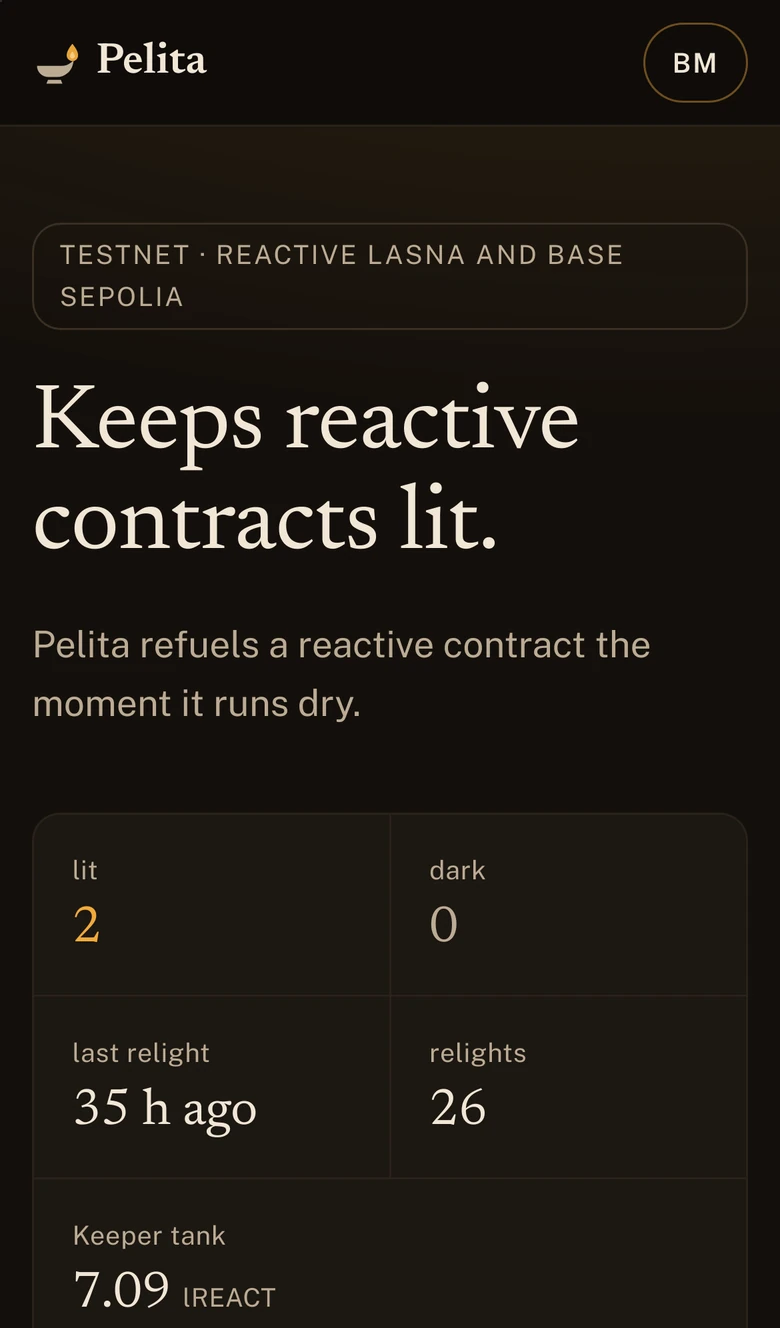 Pelita
BM
TESTNET · REACTIVE LASNA AND BASE
SEPOLIA
Keeps reactive
contracts lit.
Pelita refuels a reactive contract the
moment it runs dry.
lit
2
dark
0
last relight
35 h ago
relights
26
Keeper tank
7.09 lREACT